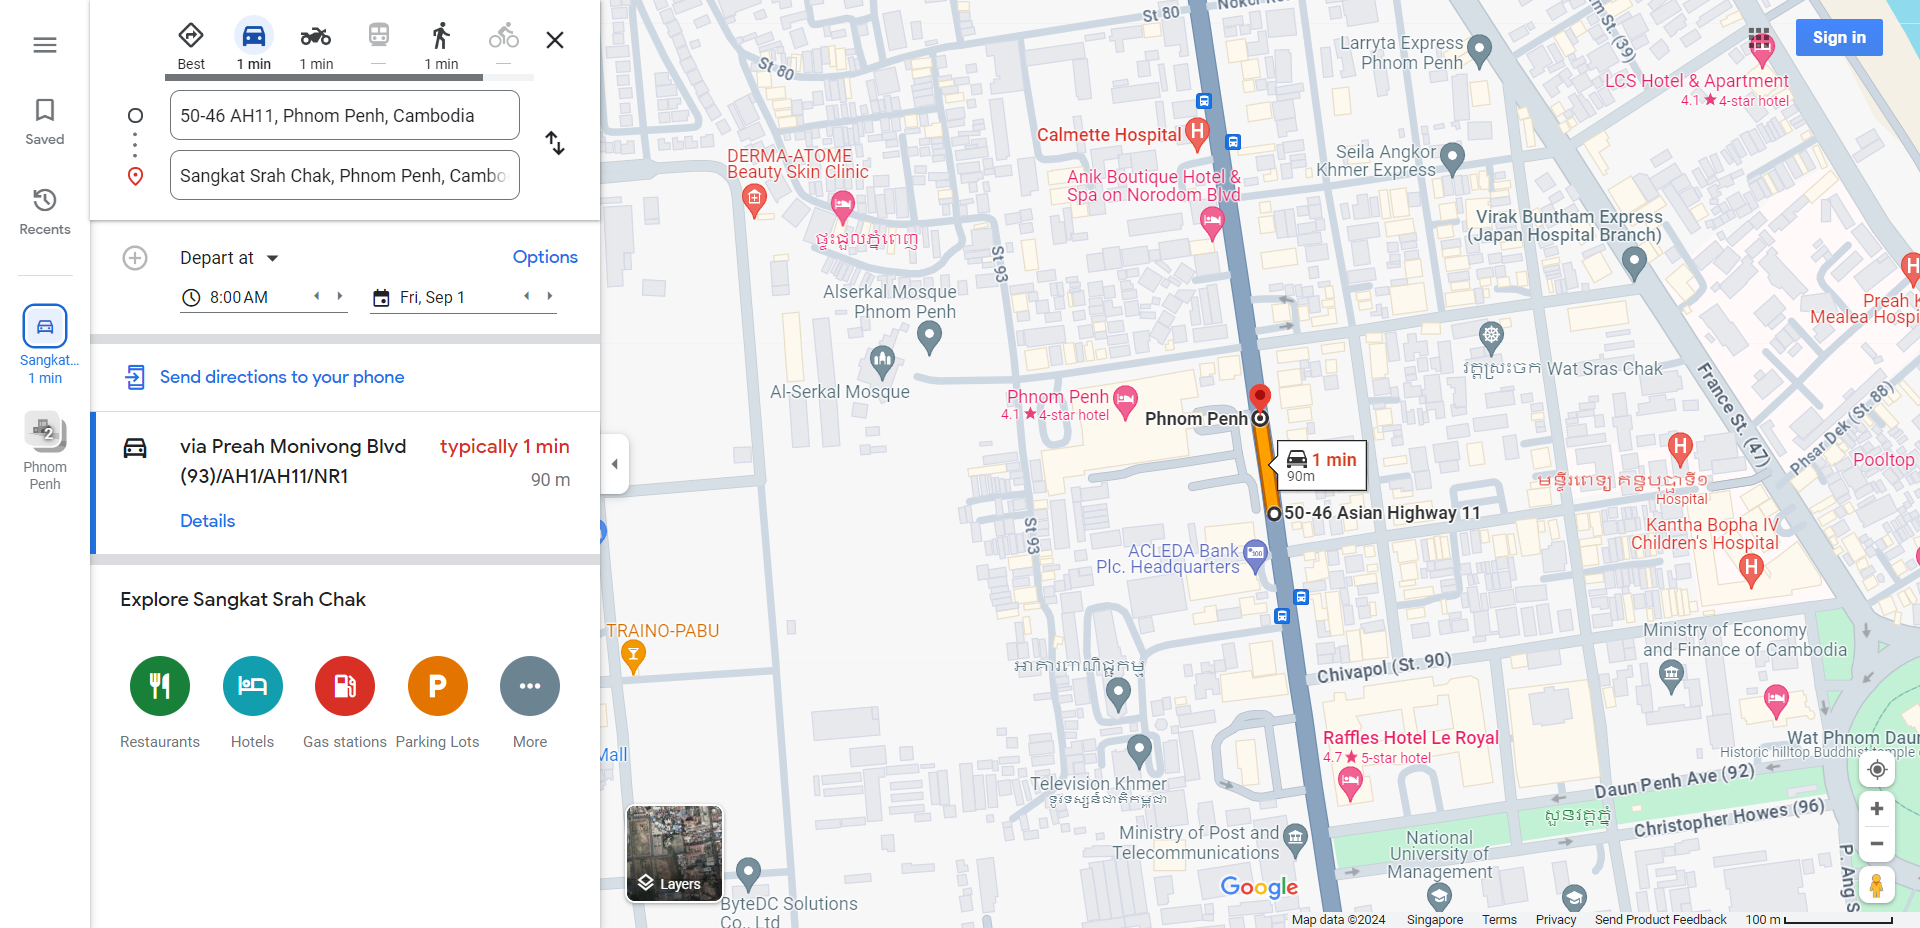 Best
1 min
1 min
1 min
Saved
Recents
Sangkat...
1 min
Phnom
Penh
2
50-46 AH11, Phnom Penh, Cambodia
Sangkat Srah Chak, Phnom Penh, Cambo
Depart at
Options
8:00 AM
Fri, Sep 1
Send directions to your phone
via Preah Monivong Blvd
(93)/AH1/AH11/NR1
typically 1 min
90 m
Details
Explore Sangkat Srah Chak
Restaurants
Hotels
Gas stations
Parking Lots
More
Sign in
St 80
St 80
Larryta Express
Phnom Penh
LCS Hotel & Apartment
4.1 ★ 4-star hotel
Calmette Hospital
Seila Angkor
Khmer Express
DERMA-ATOME
Beauty Skin Clinic
Anik Boutique Hotel &
Spa on Norodom Blvd
Virak Buntham Express
(Japan Hospital Branch)
ផ្ទះជួលភ្នំពេញ
St 93
Alserkal Mosque
Phnom Penh
Preah K
Mealea Hospi
Al-Serkal Mosque
វត្តស្រះចក Wat Sras Chak
Phnom Penh
4.1 ★ 4-star hotel
Phnom Penh
France St. (47)
Phsar Dek (St. 88)
1 min
90m
Pooltop
មន្ទីរពេទ្យ គន្ធបុប្ផាទី១
Hospital
50-46 Asian Highway 11
St 93
Kantha Bopha IV
Children's Hospital
ACLEDA Bank
Plc. Headquarters
TRAINO-PABU
Ministry of Economy
and Finance of Cambodia
អាគារពាណិជ្ជកម្ម
Chivapol (St. 90)
Raffles Hotel Le Royal
4.7 ★ 5-star hotel
Wat Phnom Daun
Historic hilltop Buddhist temple
Mall
Television Khmer
ទូរទស្សន៍ជាតិកម្ពុជា
Daun Penh Ave (92)
សួនវត្តភ្នំ
Christopher Howes (96)
Ministry of Post and
Telecommunications
National
University of
Management
P. Ang S
Layers
ByteDC Solutions
Co., Ltd
Google
Map data ©2024
Singapore
Terms
Privacy
Send Product Feedback
100 m